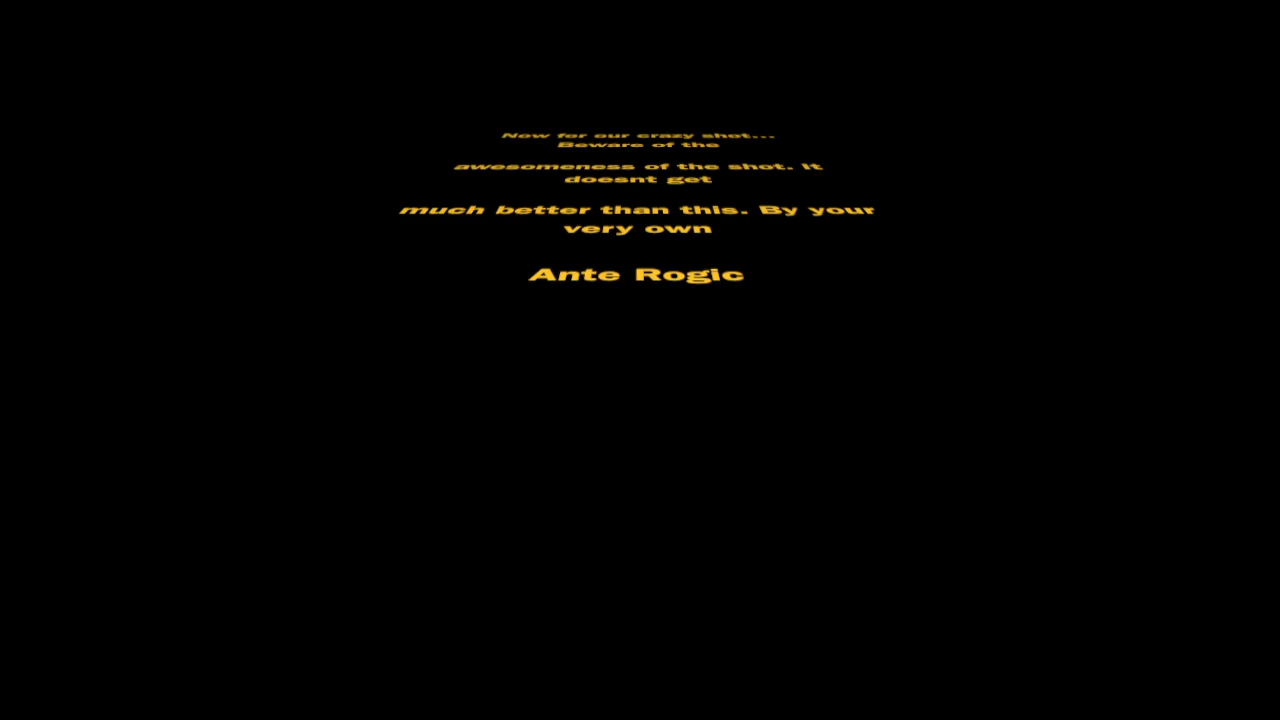 Now for our crazy shot...
Beware of the
awesomeness of the shot. It
doesnt get
much better than this. By your
very own
Ante Rogic